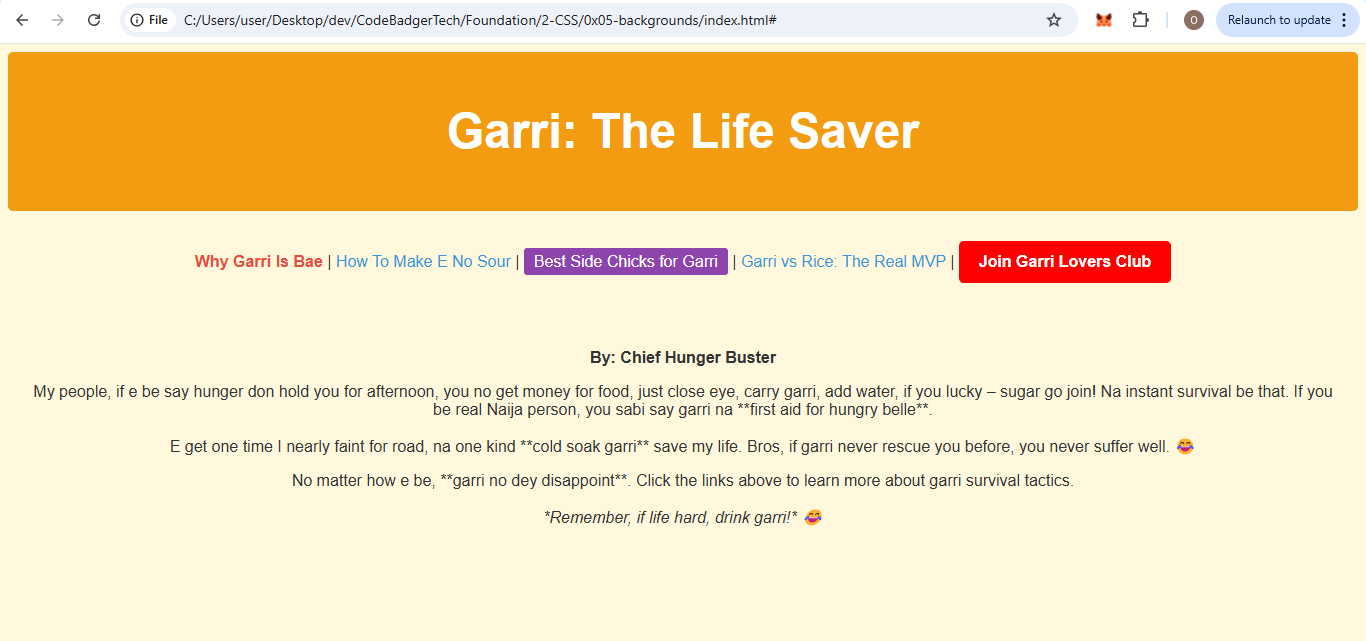 File C:/Users/user/Desktop/dev/CodeBadgerTech/Foundation/2-CSS/0x05-backgrounds/index.html# O Relaunch to update
Garri: The Life Saver
Why Garri Is Bae | How To Make E No Sour | Best Side Chicks for Garri | Garri vs Rice: The Real MVP | Join Garri Lovers Club
By: Chief Hunger Buster
My people, if e be say hunger don hold you for afternoon, you no get money for food, just close eye, carry garri, add water, if you lucky – sugar go join! Na instant survival be that. If you
be real Naija person, you sabi say garri na **first aid for hungry belle**.
E get one time I nearly faint for road, na one kind **cold soak garri** save my life. Bros, if garri never rescue you before, you never suffer well. 😂
No matter how e be, **garri no dey disappoint**. Click the links above to learn more about garri survival tactics.
*Remember, if life hard, drink garri!* 😂